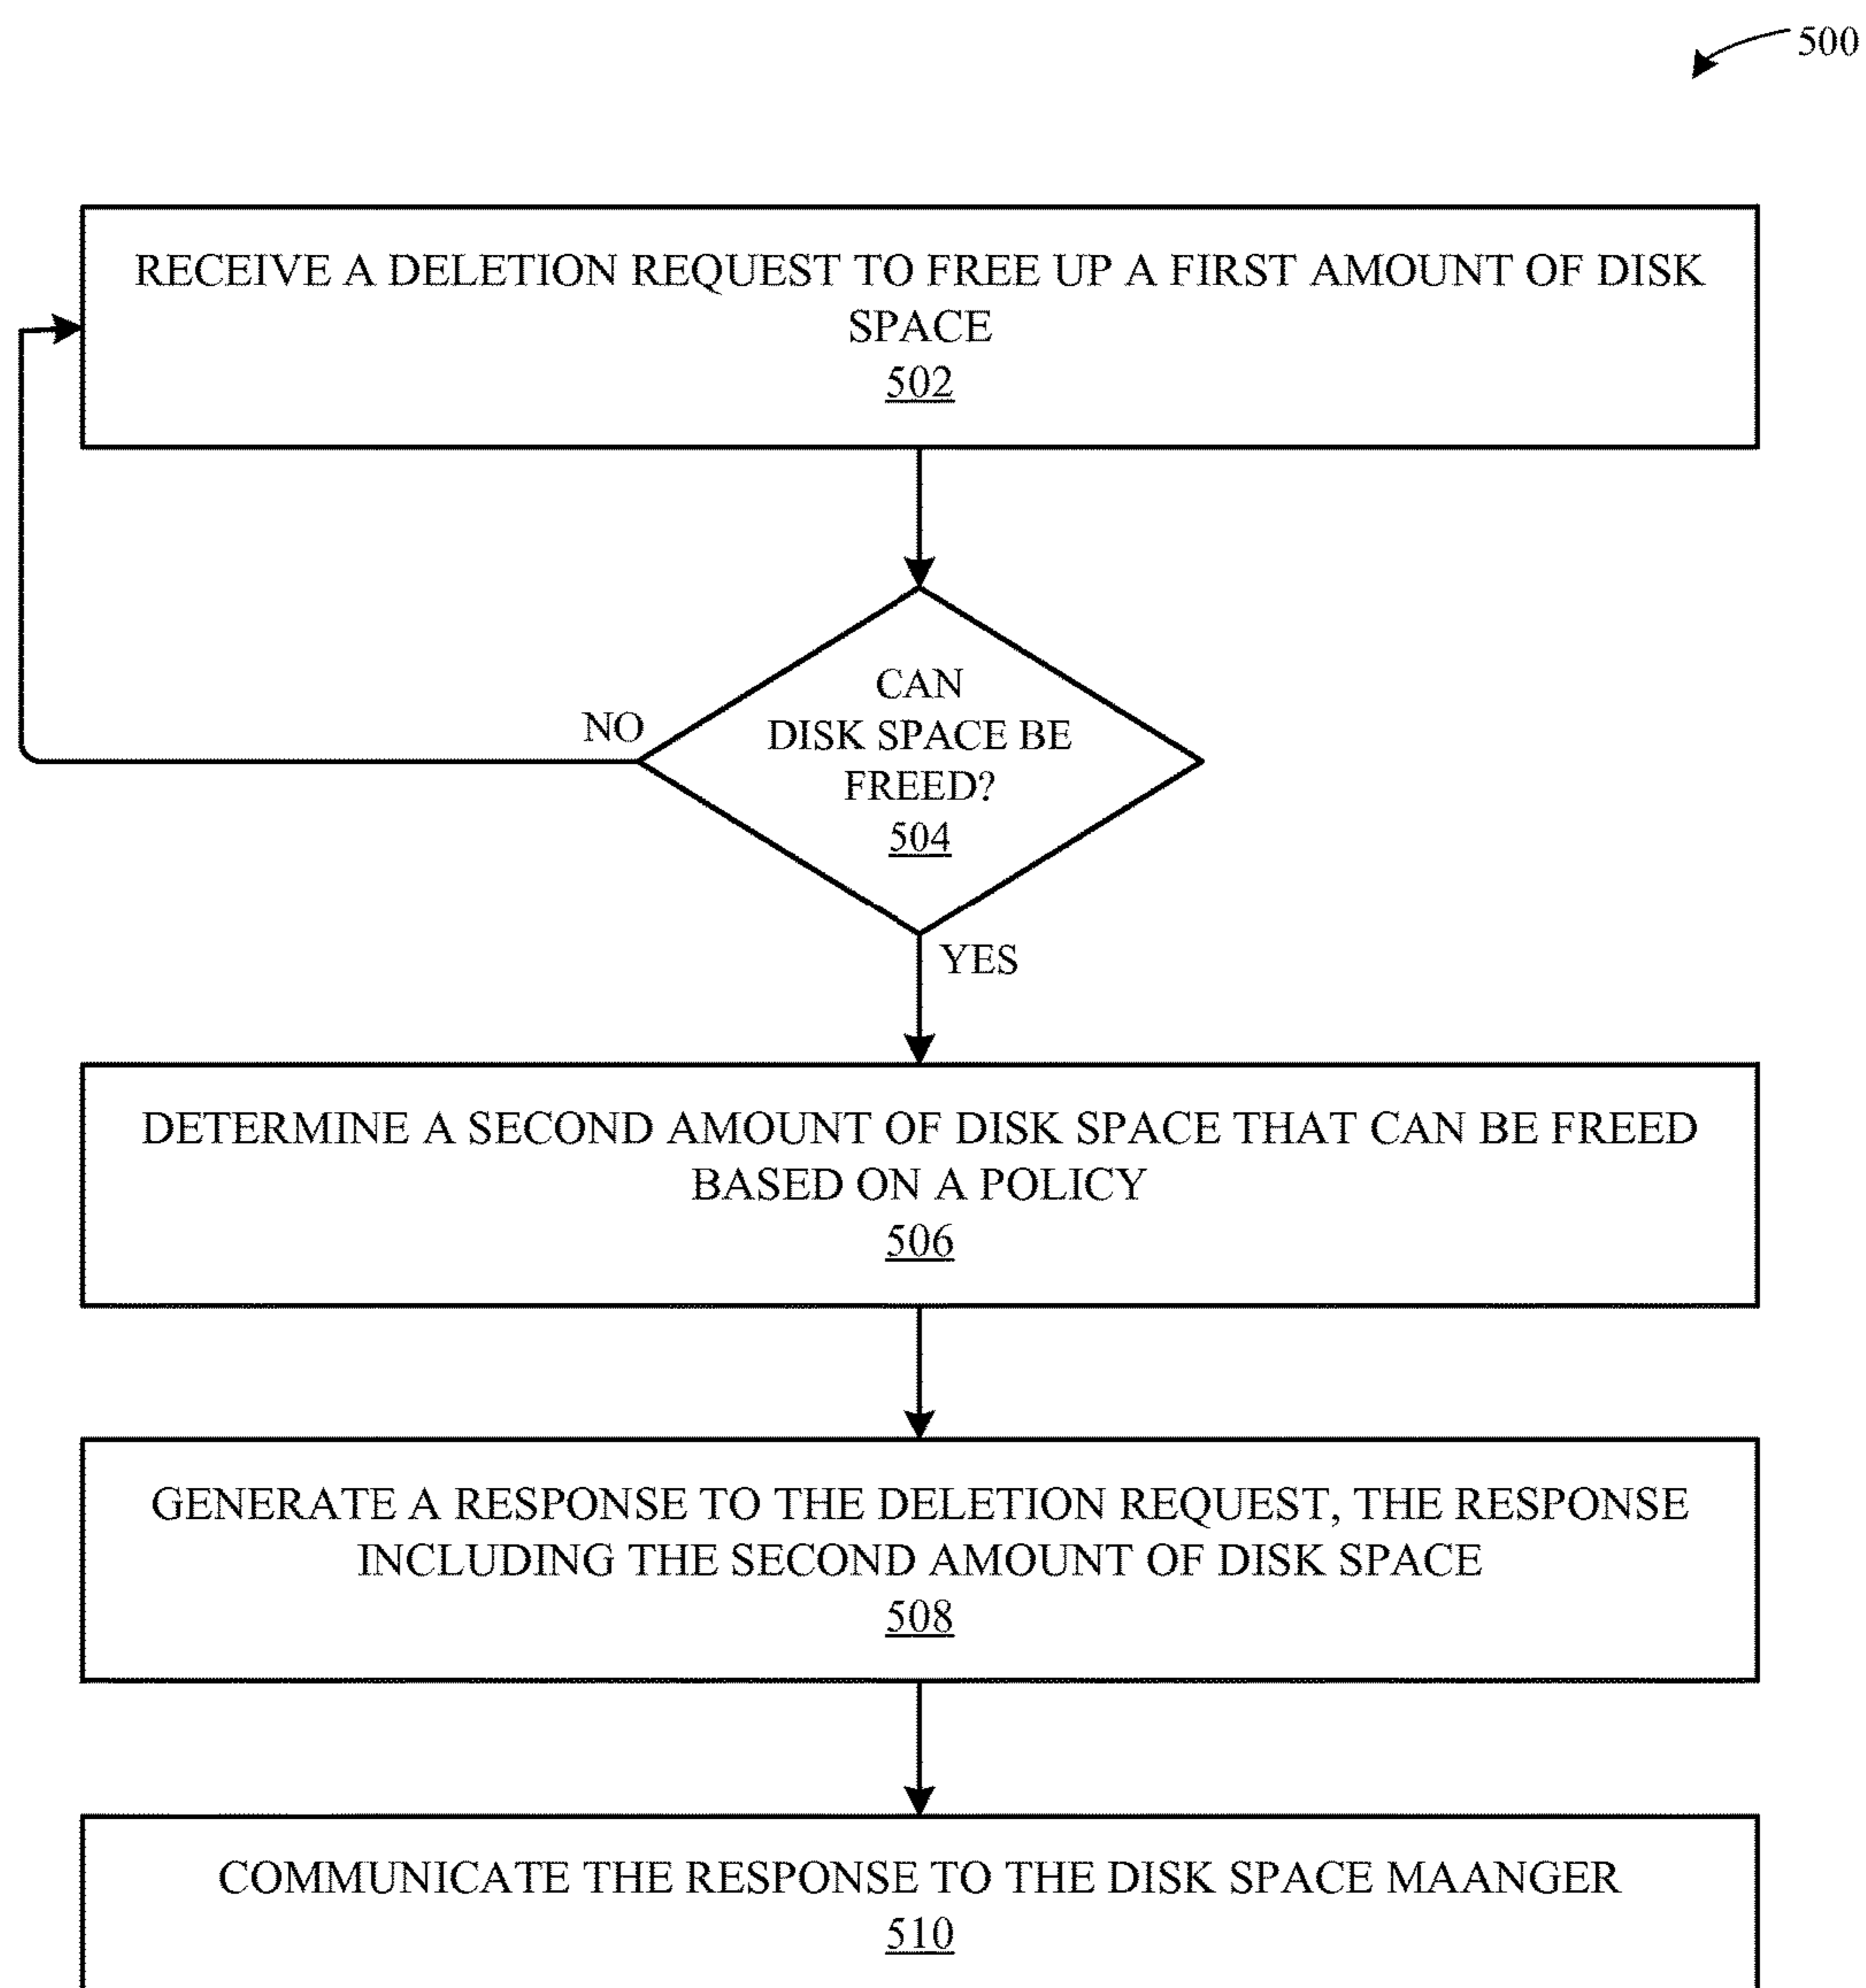 500
RECEIVE A DELETION REQUEST TO FREE UP A FIRST AMOUNT OF DISK
SPACE
502
CAN
DISK SPACE BE
FREED?
504
NO
YES
DETERMINE A SECOND AMOUNT OF DISK SPACE THAT CAN BE FREED
BASED ON A POLICY
506
GENERATE A RESPONSE TO THE DELETION REQUEST, THE RESPONSE
INCLUDING THE SECOND AMOUNT OF DISK SPACE
508
COMMUNICATE THE RESPONSE TO THE DISK SPACE MAANGER
510